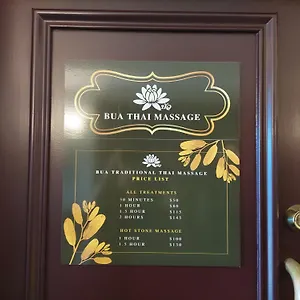 BUA THAI MASSAGE
BUA TRADITIONAL THAI MASSAGE
PRICE LIST
ALL TREATMENTS
30 MINUTES $50
1 HOUR $80
1.5 HOUR $115
2 HOURS $145
HOT STONE MASSAGE
1 HOUR $100
1.5 HOUR $130